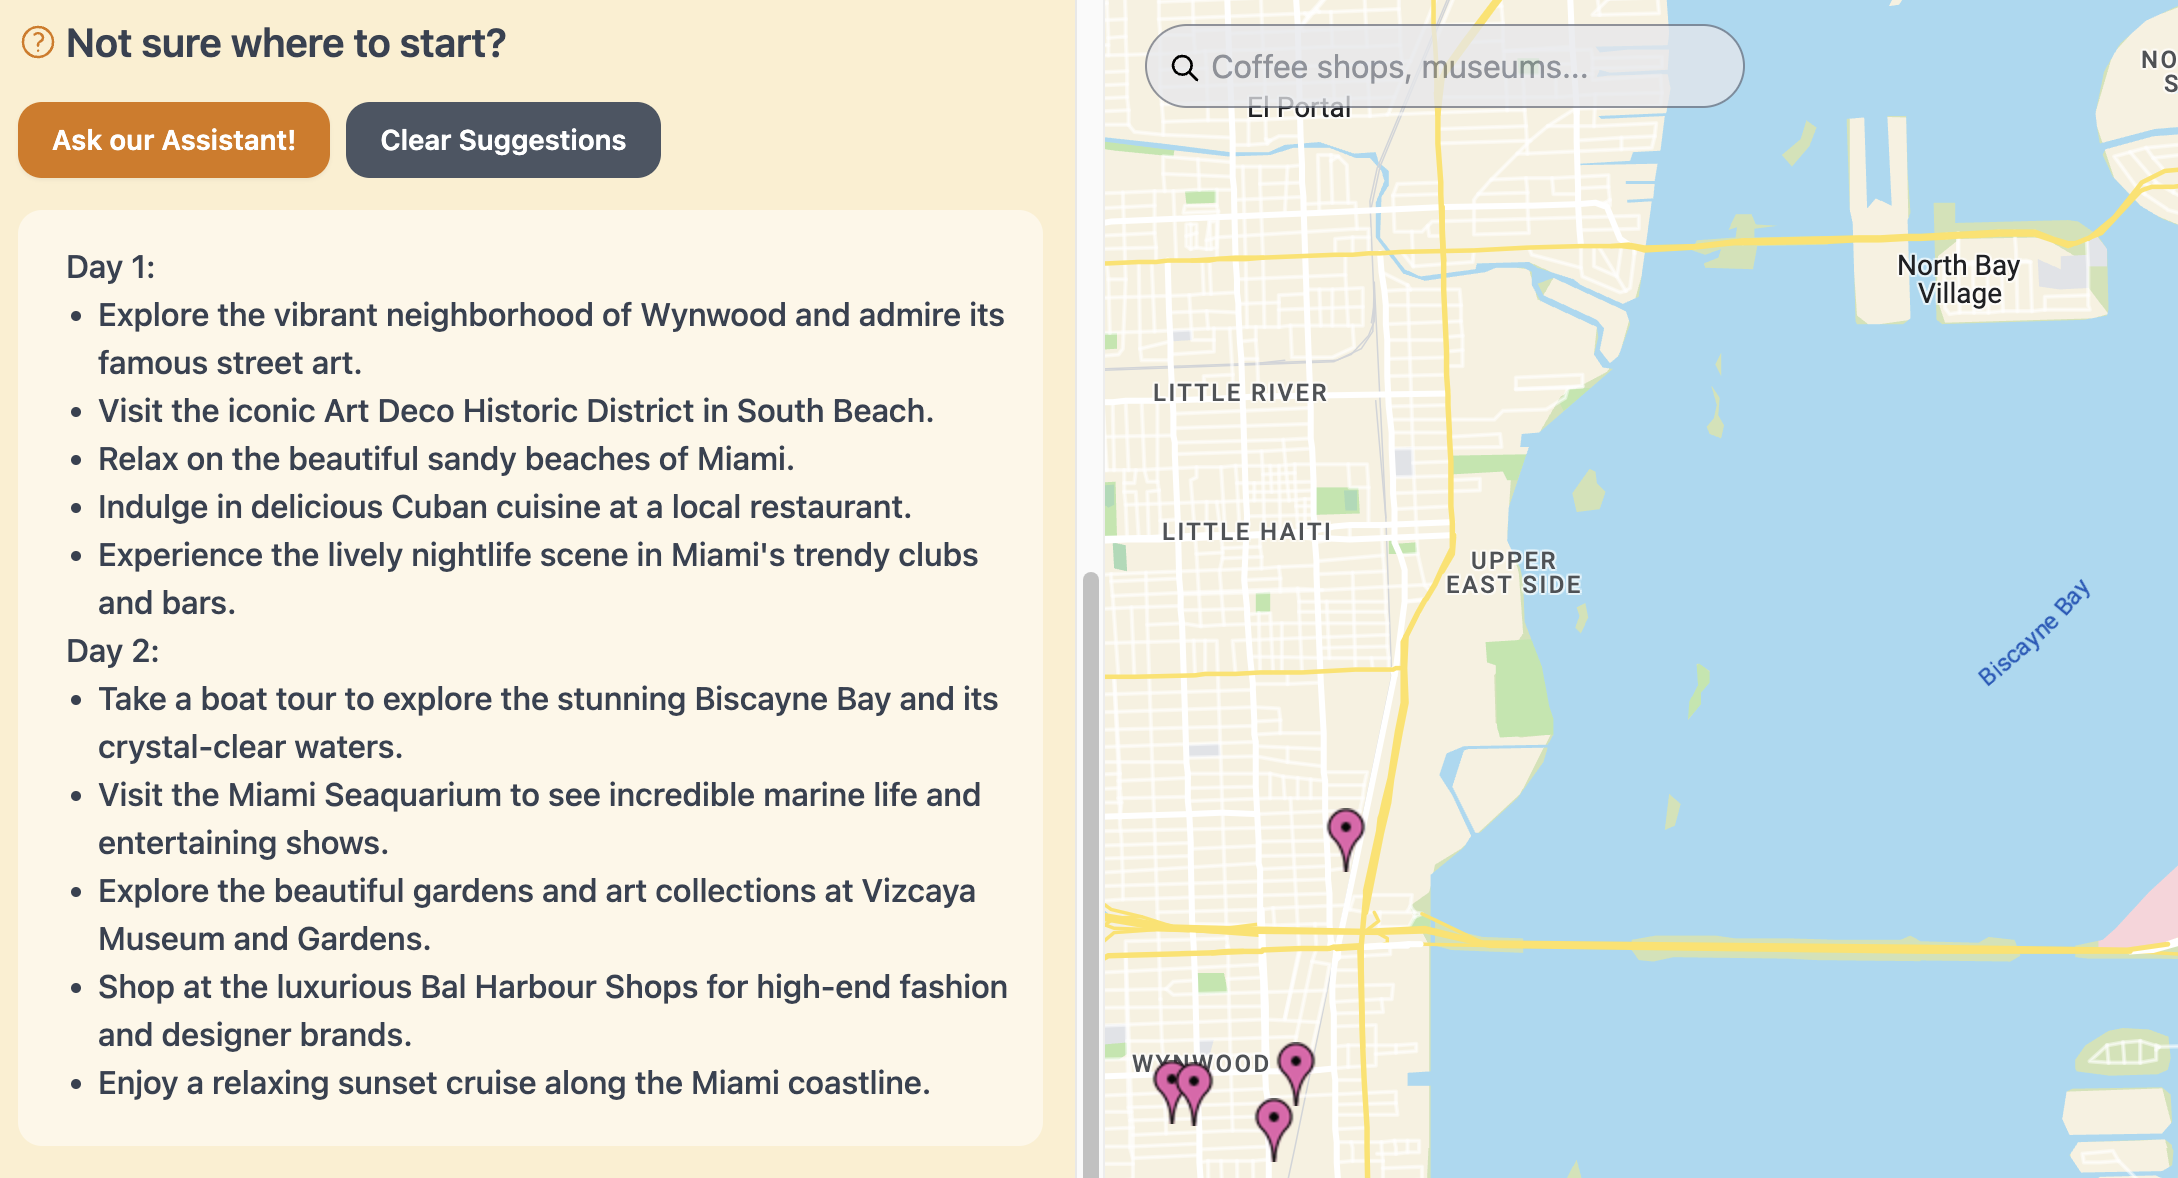 Not sure where to start?
Ask our Assistant!
Clear Suggestions
Day 1:
• Explore the vibrant neighborhood of Wynwood and admire its
famous street art.
• Visit the iconic Art Deco Historic District in South Beach.
• Relax on the beautiful sandy beaches of Miami.
• Indulge in delicious Cuban cuisine at a local restaurant.
• Experience the lively nightlife scene in Miami's trendy clubs
and bars.
Day 2:
• Take a boat tour to explore the stunning Biscayne Bay and its
crystal-clear waters.
• Visit the Miami Seaquarium to see incredible marine life and
entertaining shows.
• Explore the beautiful gardens and art collections at Vizcaya
Museum and Gardens.
• Shop at the luxurious Bal Harbour Shops for high-end fashion
and designer brands.
• Enjoy a relaxing sunset cruise along the Miami coastline.
Coffee shops, museums...
El Portal
NO
S
North Bay
Village
LITTLE RIVER
LITTLE HAITI
UPPER
EAST SIDE
Biscayne Bay
WYNWOOD